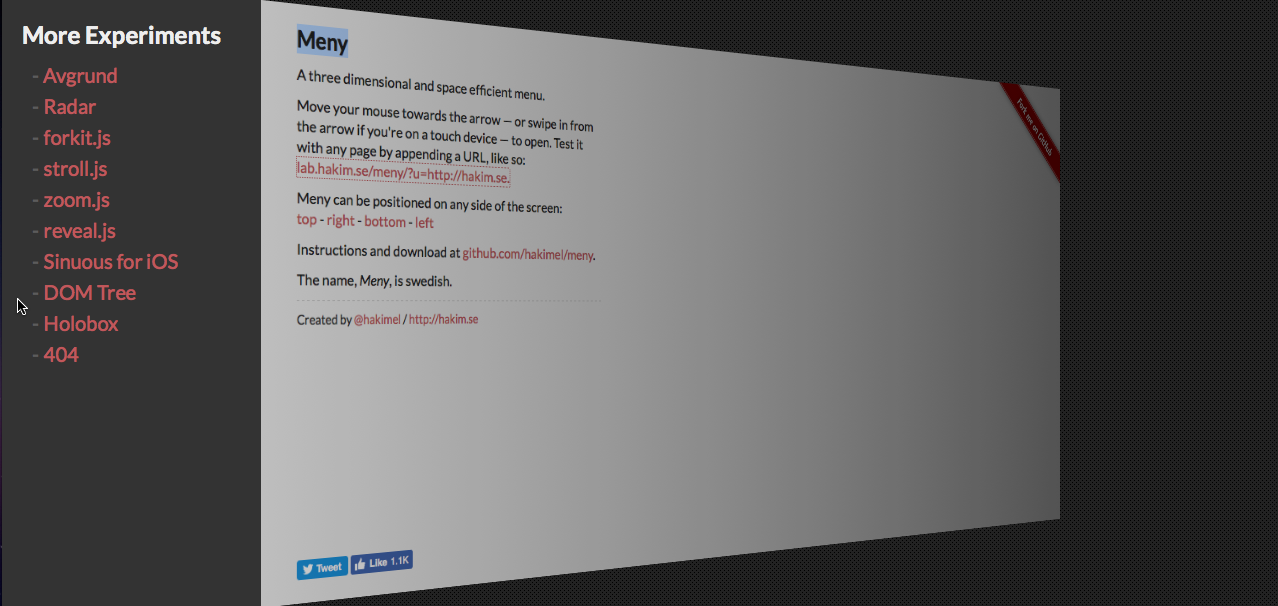 More Experiments
- Avgrund
- Radar
- forkit.js
- stroll.js
- zoom.js
- reveal.js
- Sinuous for iOS
- DOM Tree
- Holobox
- 404
Meny
A three dimensional and space efficient menu.
Move your mouse towards the arrow — or swipe in from
the arrow if you're on a touch device — to open. Test it
with any page by appending a URL, like so:
lab.hakim.se/meny/?u=http://hakim.se.
Meny can be positioned on any side of the screen:
top - right - bottom - left
Instructions and download at github.com/hakimel/meny.
The name, Meny, is swedish.
Created by @hakimel / http://hakim.se
Fork me on GitHub
Tweet
Like 1.1K